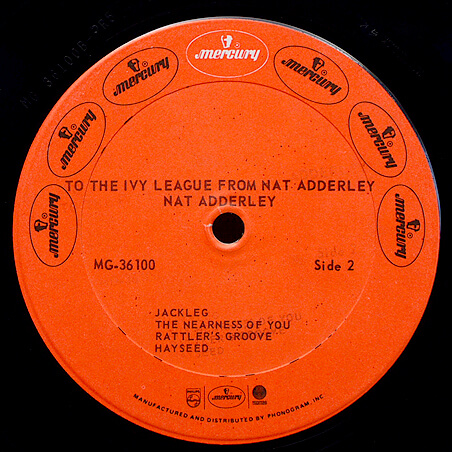 mercury
mercury
mercury
mercury
mercury
mercury
mercury
TO THE IVY LEAGUE FROM NAT ADDERLEY
NAT ADDERLEY
MG-36100
Side 2
JACKLEG
THE NEARNESS OF YOU
RATTLER'S GROOVE
HAYSEED
PHILIPS
mercury
MANUFACTURED AND DISTRIBUTED BY PHONOGRAM, INC